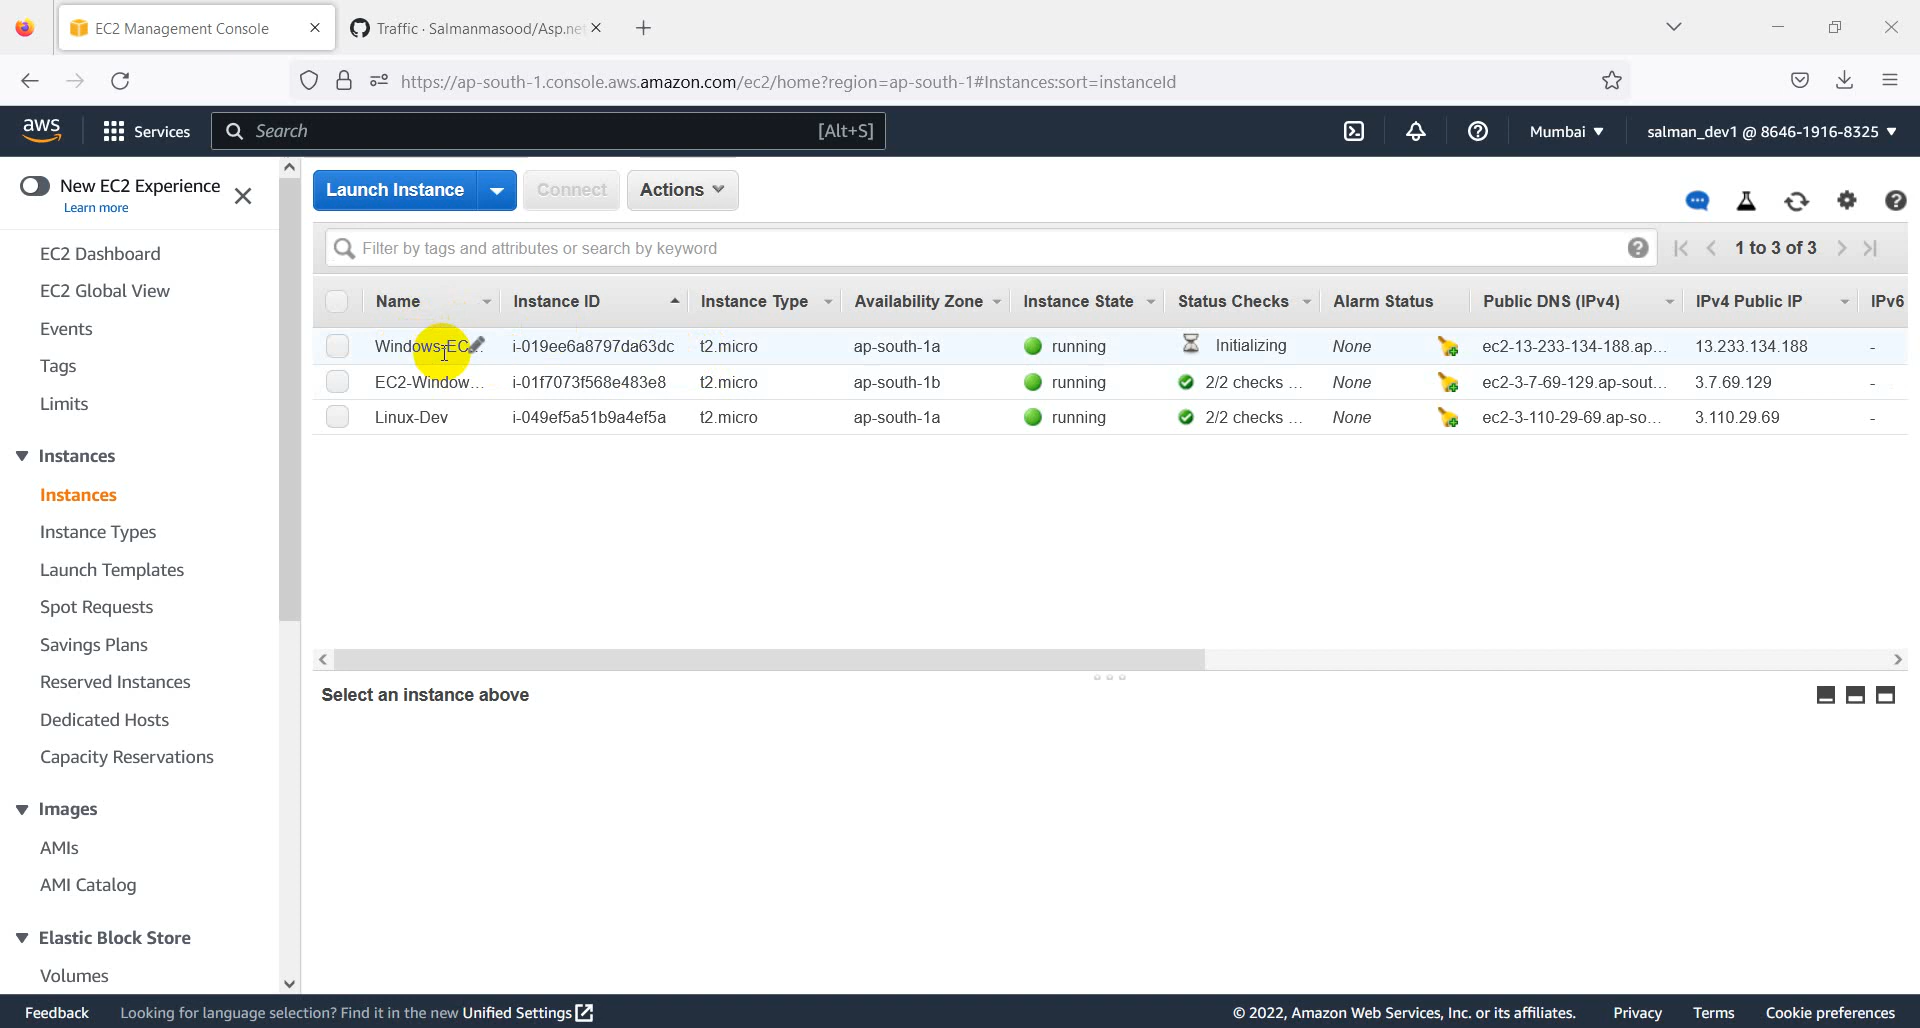 EC2 Management Console
Traffic · Salmanmasood/Asp.net
https://ap-south-1.console.aws.amazon.com/ec2/home?region=ap-south-1#Instances:sort=instanceId
aws
Services
Search
[Alt+S]
Mumbai
salman_dev1 @ 8646-1916-8325
New EC2 Experience
Learn more
EC2 Dashboard
EC2 Global View
Events
Tags
Limits
Instances
Instances
Instance Types
Launch Templates
Spot Requests
Savings Plans
Reserved Instances
Dedicated Hosts
Capacity Reservations
Images
AMIs
AMI Catalog
Elastic Block Store
Volumes
Launch Instance
Connect
Actions
Filter by tags and attributes or search by keyword
1 to 3 of 3
Name Instance ID Instance Type Availability Zone Instance State Status Checks Alarm Status Public DNS (IPv4) IPv4 Public IP IPv6
Windows-EC... i-019ee6a8797da63dc t2.micro ap-south-1a running Initializing None ec2-13-233-134-188.ap... 13.233.134.188 -
EC2-Window... i-01f7073f568e483e8 t2.micro ap-south-1b running 2/2 checks ... None ec2-3-7-69-129.ap-sout... 3.7.69.129 -
Linux-Dev i-049ef5a51b9a4ef5a t2.micro ap-south-1a running 2/2 checks ... None ec2-3-110-29-69.ap-so... 3.110.29.69 -
Select an instance above
Feedback Looking for language selection? Find it in the new Unified Settings © 2022, Amazon Web Services, Inc. or its affiliates. Privacy Terms Cookie preferences